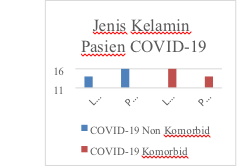 Jenis Kelamin
Pasien COVID-19
16
11
L… P… L… P…
COVID-19 Non Komorbid
COVID-19 Komorbid